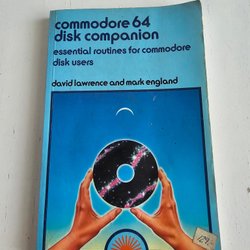 commodore 64
disk companion
essential routines for commodore
disk users
david lawrence and mark england